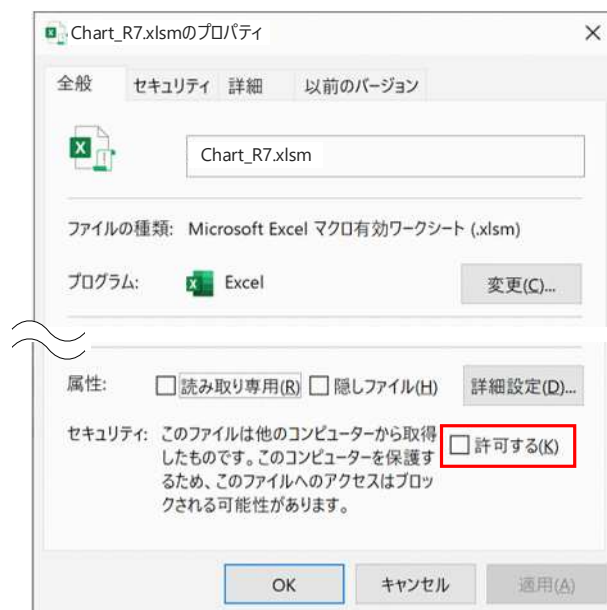 Chart_R7.xlsmのプロパティ
全般 セキュリティ 詳細 以前のバージョン
Chart_R7.xlsm
ファイルの種類: Microsoft Excel マクロ有効ワークシート (.xlsm)
プログラム: Excel 変更(C)...
属性: 読み取り専用(R) 隠しファイル(H) 詳細設定(D)...
セキュリティ: このファイルは他のコンピューターから取得
したものです。このコンピューターを保護す
るため、このファイルへのアクセスはブロッ
クされる可能性があります。
許可する(K)
OK キャンセル 適用(A)